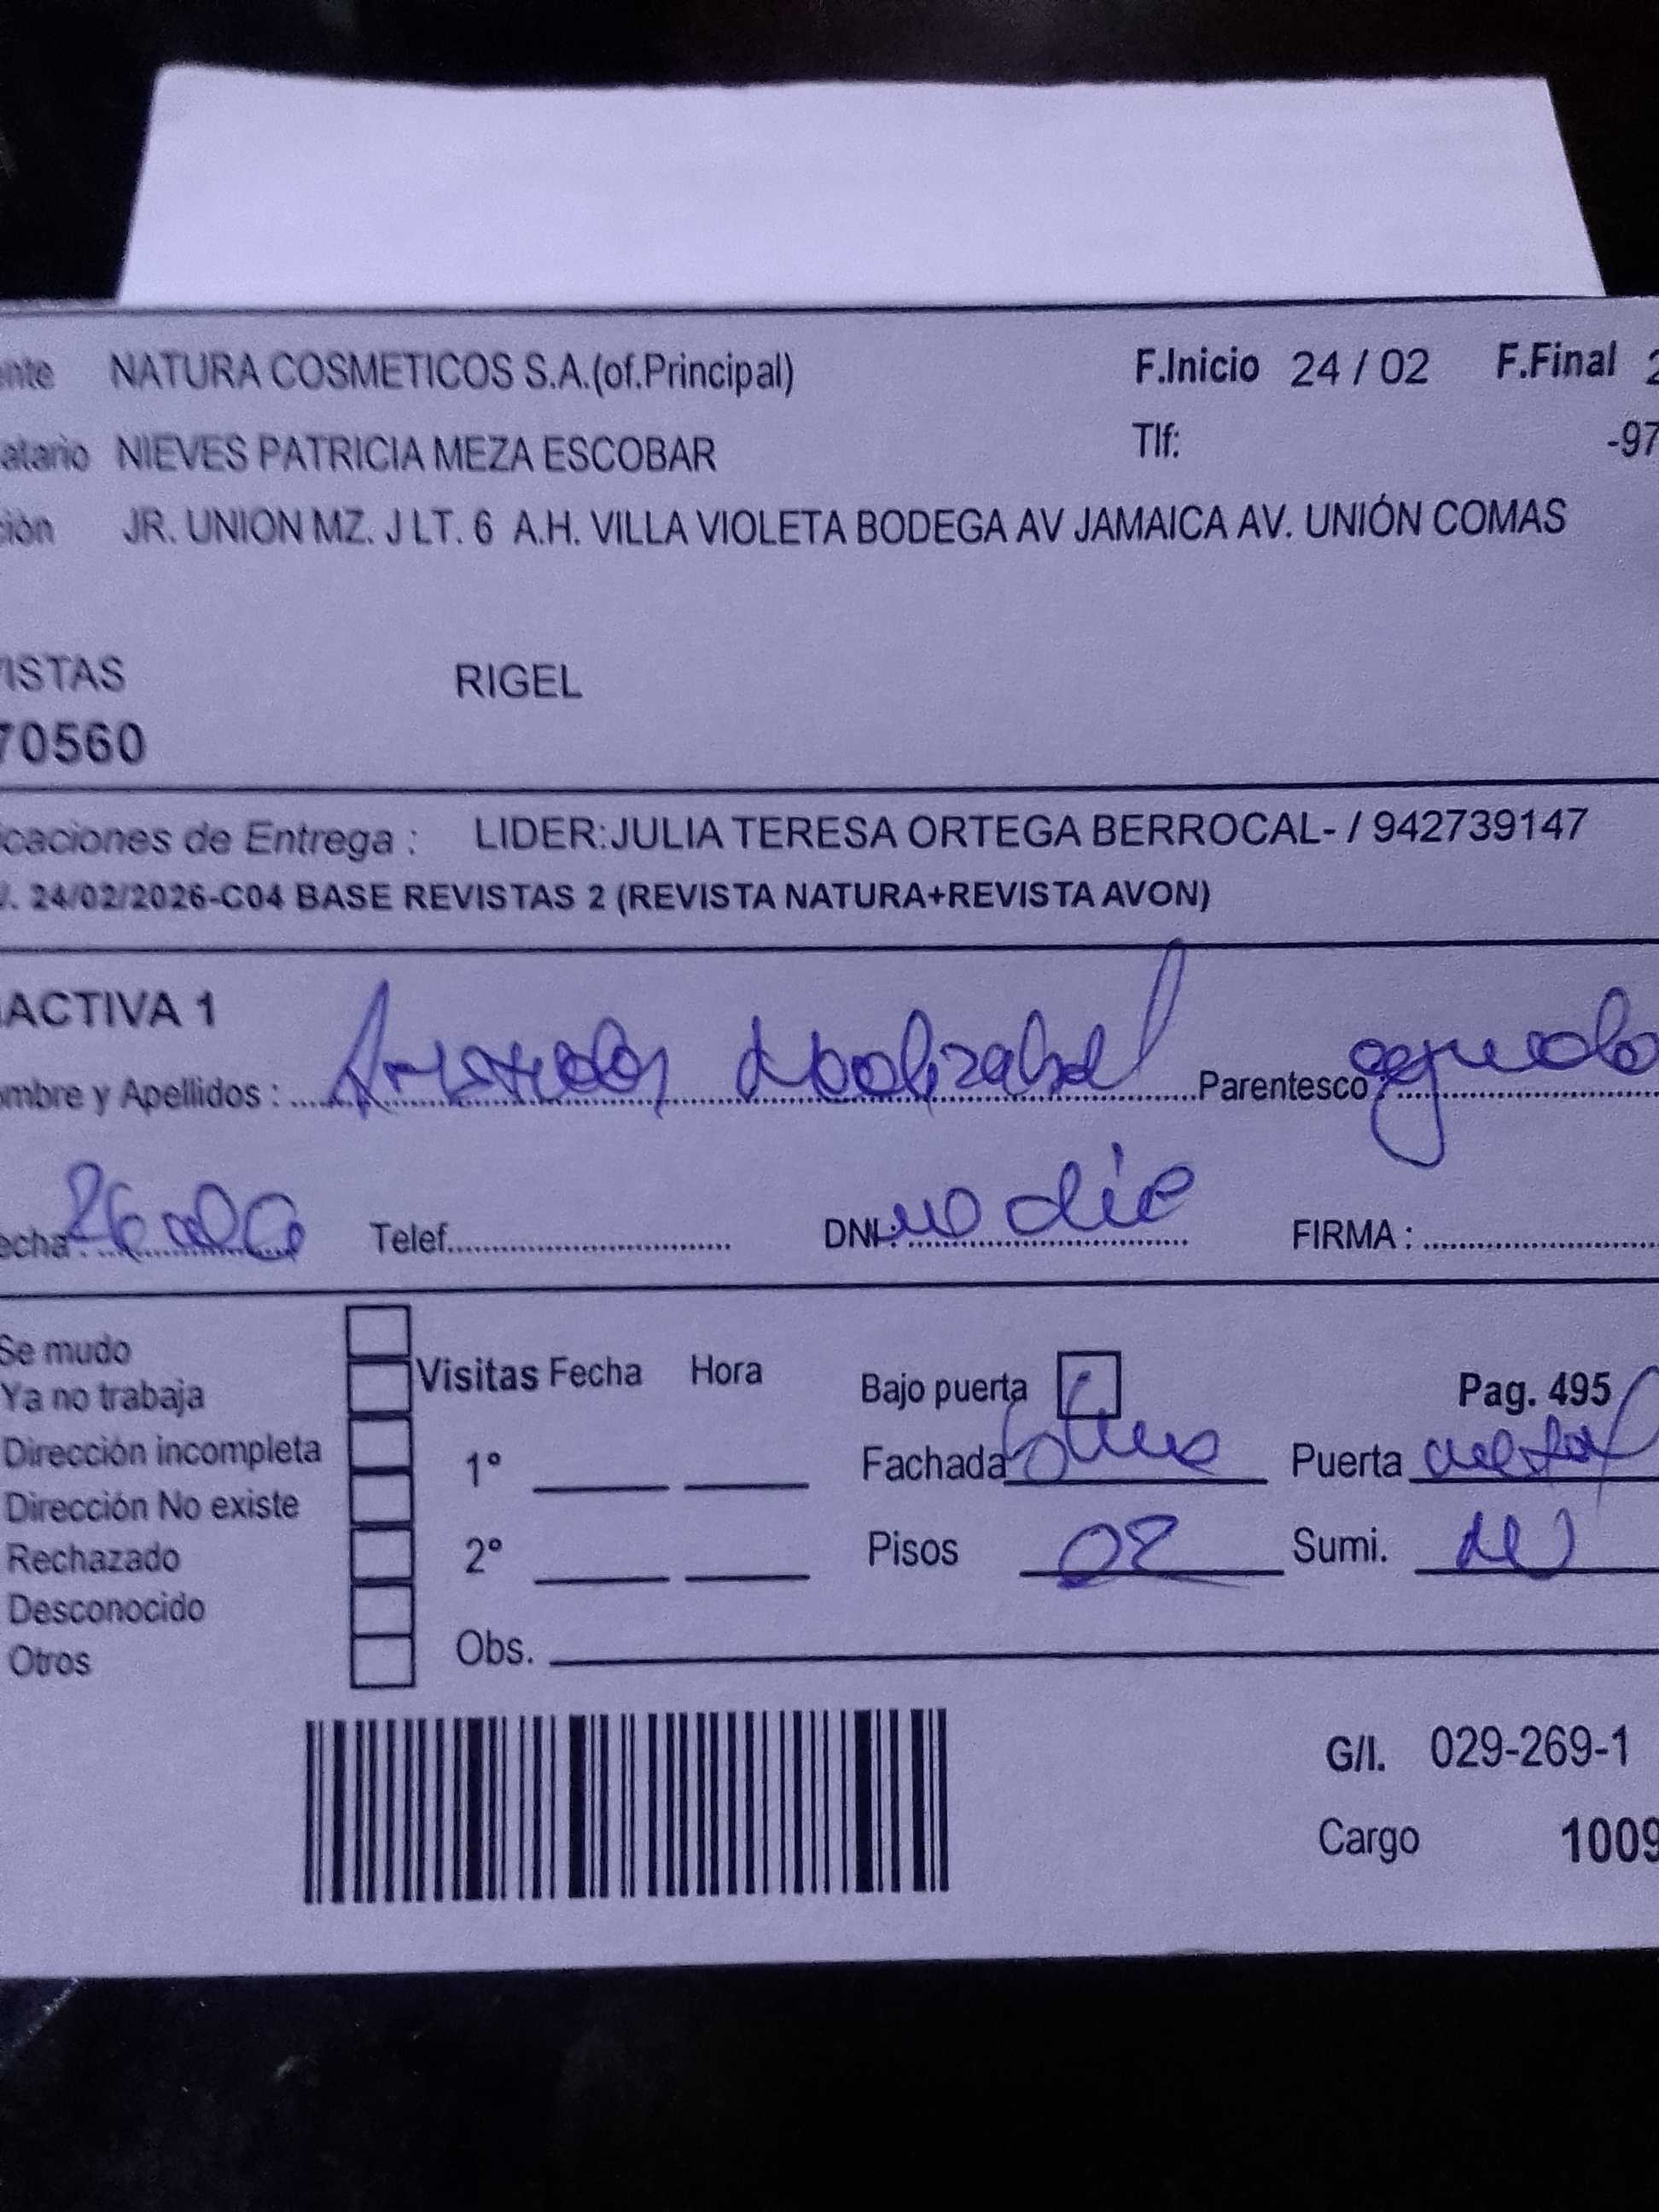 nte NATURA COSMETICOS S.A.(of.Principal) F.Inicio 24 / 02 F.Final 2
atario NIEVES PATRICIA MEZA ESCOBAR Tlf: -97
ción JR. UNION MZ. J LT. 6 A.H. VILLA VIOLETA BODEGA AV JAMAICA AV. UNIÓN COMAS
ISTAS RIGEL
70560
icaciones de Entrega : LIDER:JULIA TERESA ORTEGA BERROCAL- / 942739147
. 24/02/2026-C04 BASE REVISTAS 2 (REVISTA NATURA+REVISTA AVON)
ACTIVA 1
ombre y Apellidos : Parentesco :
echa : Telef. DNI: no dio FIRMA :
Se mudo
Ya no trabaja Visitas Fecha Hora Bajo puerta Pag. 495
Dirección incompleta 1° Fachada Puerta
Dirección No existe
Rechazado 2° Pisos 02 Sumi.
Desconocido
Otros Obs.
G/I. 029-269-1
Cargo 1009